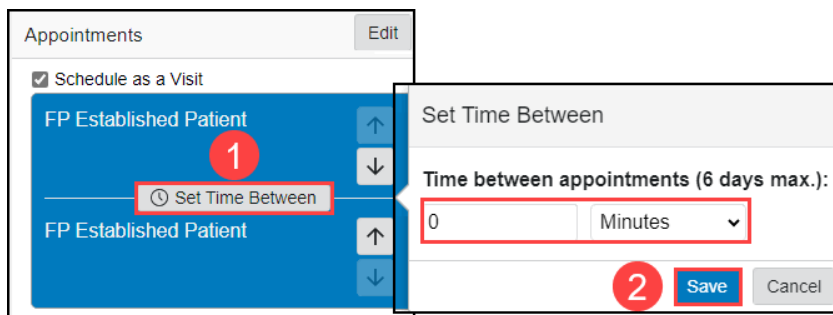 Appointments Edit
Schedule as a Visit
FP Established Patient
1
Set Time Between
FP Established Patient
Set Time Between
Time between appointments (6 days max.):
0 Minutes
2 Save Cancel